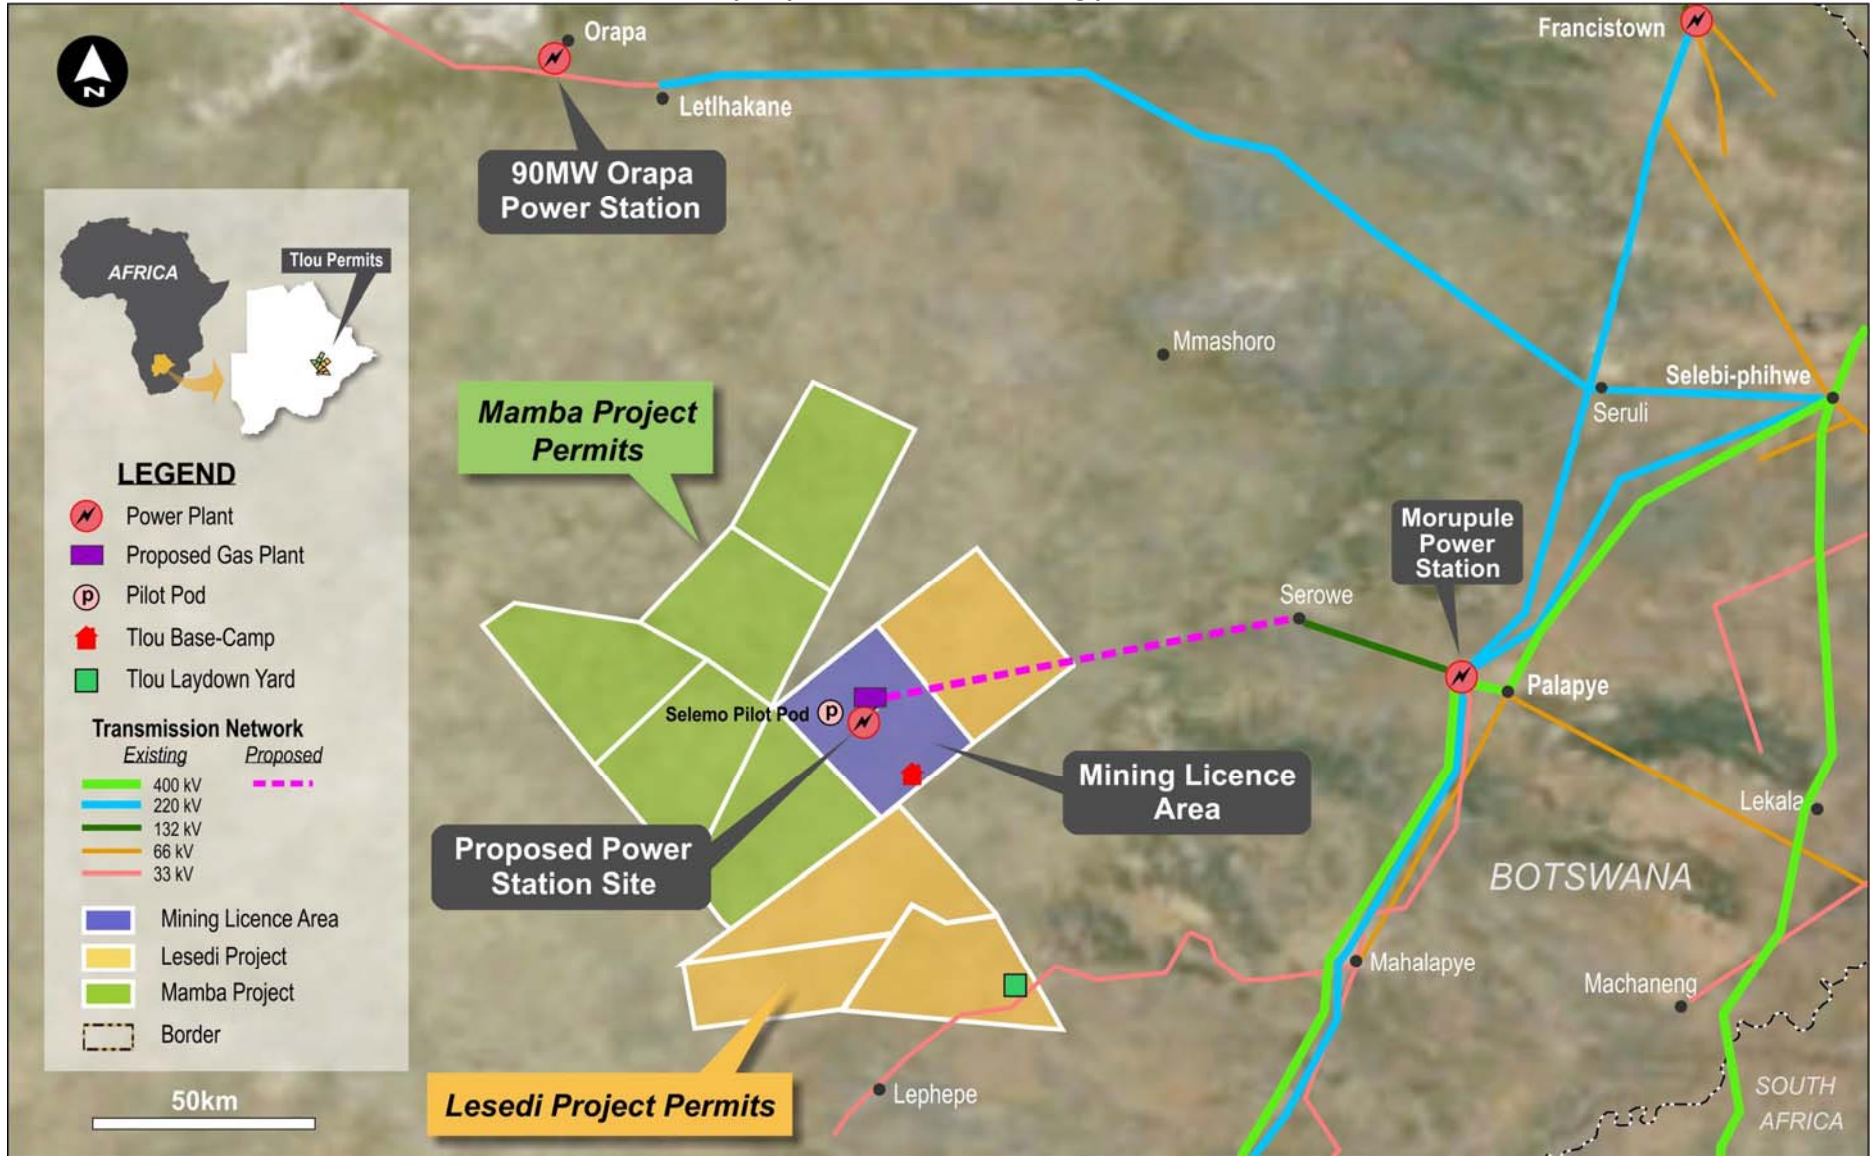 Orapa
Francistown
Letlhakane
N
90MW Orapa
Power Station
AFRICA
Tlou Permits
Mmashoro
Selebi-phihwe
Seruli
Mamba Project
Permits
LEGEND
Power Plant
Proposed Gas Plant
P
Pilot Pod
Tlou Base-Camp
Tlou Laydown Yard
Transmission Network
Existing
Proposed
400 kV
220 kV
132 kV
66 kV
33 kV
Mining Licence Area
Lesedi Project
Mamba Project
Border
50km
Morupule
Power
Station
Serowe
Palapye
Selemo Pilot Pod
P
Mining Licence
Area
Lekala
Proposed Power
Station Site
BOTSWANA
Mahalapye
Machaneng
Lephepe
Lesedi Project Permits
SOUTH
AFRICA